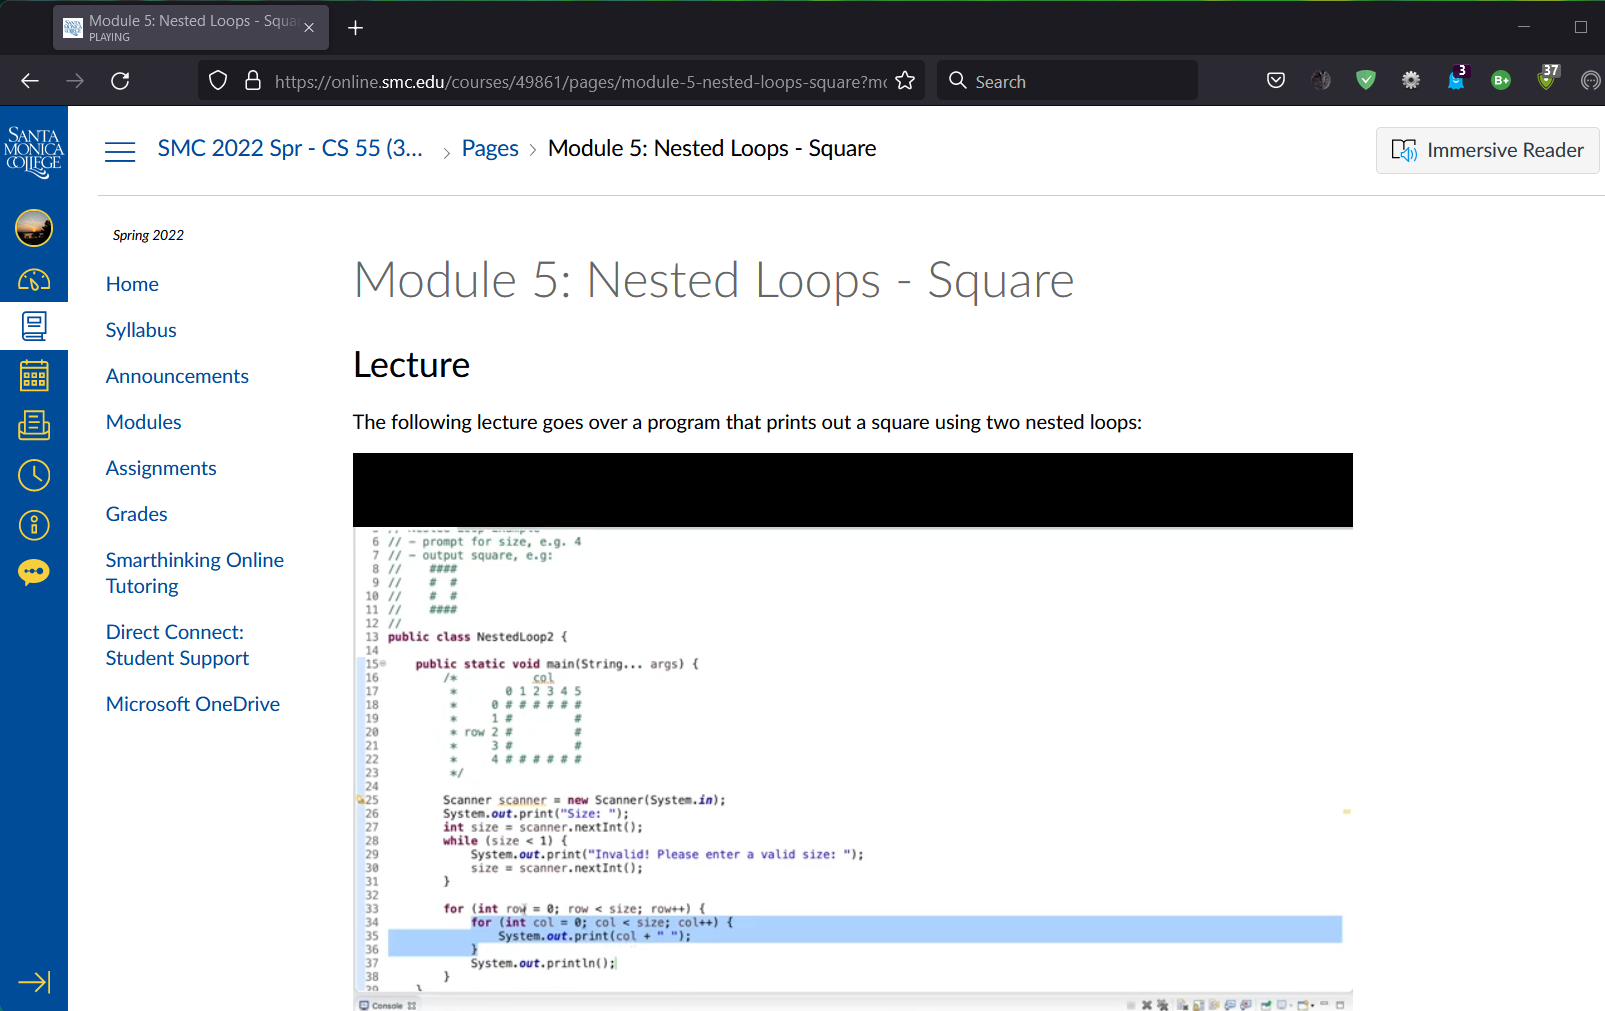 Module 5: Nested Loops - Squa
PLAYING
https://online.smc.edu/courses/49861/pages/module-5-nested-loops-square?mo
Search
3
B+
37
SANTA
MONICA
COLLEGE
SMC 2022 Spr - CS 55 (3...
Pages
Module 5: Nested Loops - Square
Immersive Reader
Spring 2022
Home
Syllabus
Announcements
Modules
Assignments
Grades
Smarthinking Online
Tutoring
Direct Connect:
Student Support
Microsoft OneDrive
Module 5: Nested Loops - Square
Lecture
The following lecture goes over a program that prints out a square using two nested loops:
6 // - prompt for size, e.g. 4
7 // - output square, e.g:
8 //    ####
9 //    #  #
10 //    #  #
11 //    ####
12 //
13 public class NestedLoop2 {
14
15     public static void main(String... args) {
16         /*           col
17          *       0 1 2 3 4 5
18          *     0 # # # # # #
19          *     1 #         #
20          * row 2 #         #
21          *     3 #         #
22          *     4 # # # # # #
23          */
24
25         Scanner scanner = new Scanner(System.in);
26         System.out.print("Size: ");
27         int size = scanner.nextInt();
28         while (size < 1) {
29             System.out.print("Invalid! Please enter a valid size: ");
30             size = scanner.nextInt();
31         }
32
33         for (int row = 0; row < size; row++) {
34             for (int col = 0; col < size; col++) {
35                 System.out.print(col + " ");
36             }
37             System.out.println();
38         }
39     }
Console